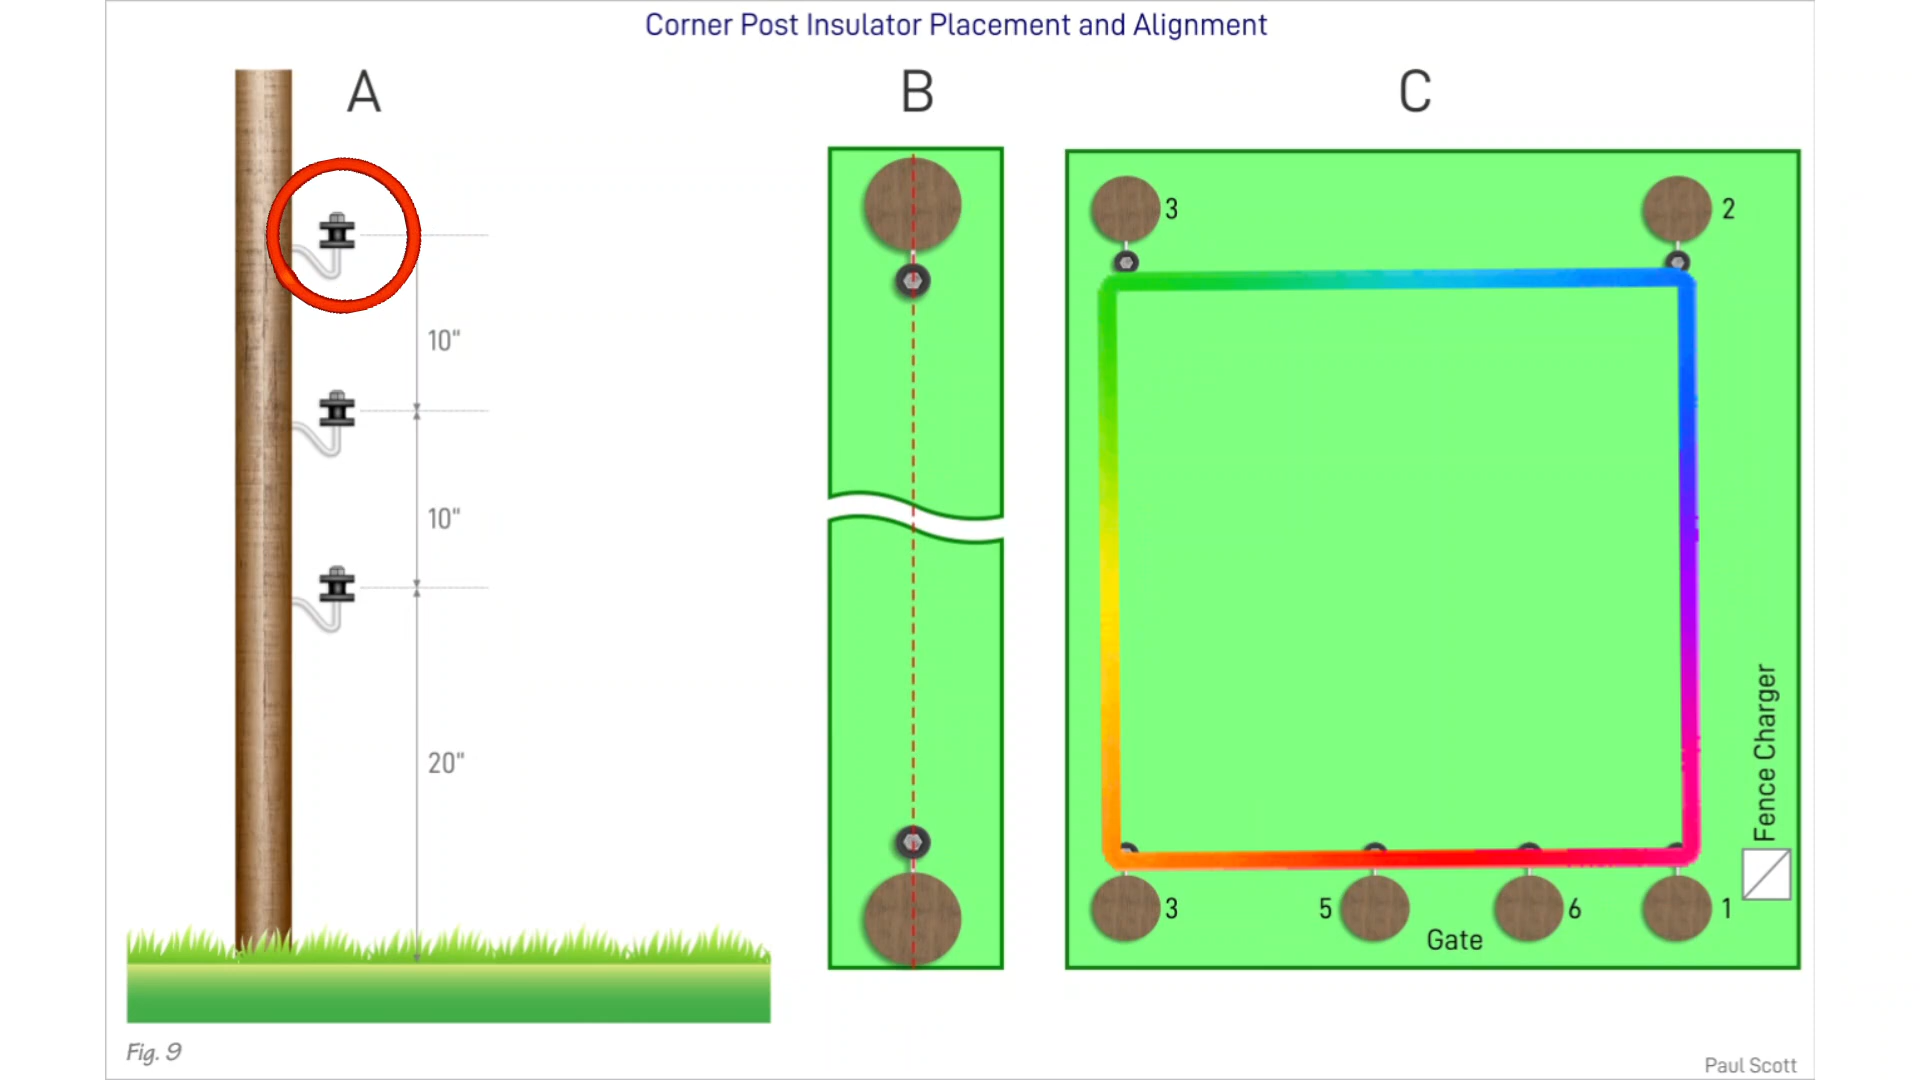 Corner Post Insulator Placement and Alignment
A
B
C
10"
10"
20"
3
2
3
5
6
1
Gate
Fence Charger
Fig. 9
Paul Scott